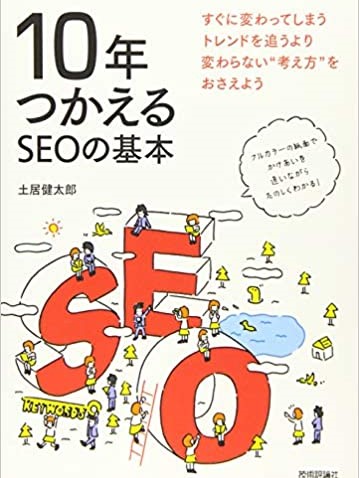 10年
つかえる
SEOの基本
土居健太郎
すぐに変わってしまう
トレンドを追うより
変わらない“考え方”を
おさえよう
フルカラーの紙面で
かけあいを
追いながら
たのしくわかる!
SEO
KEYWORDS
技術評論社